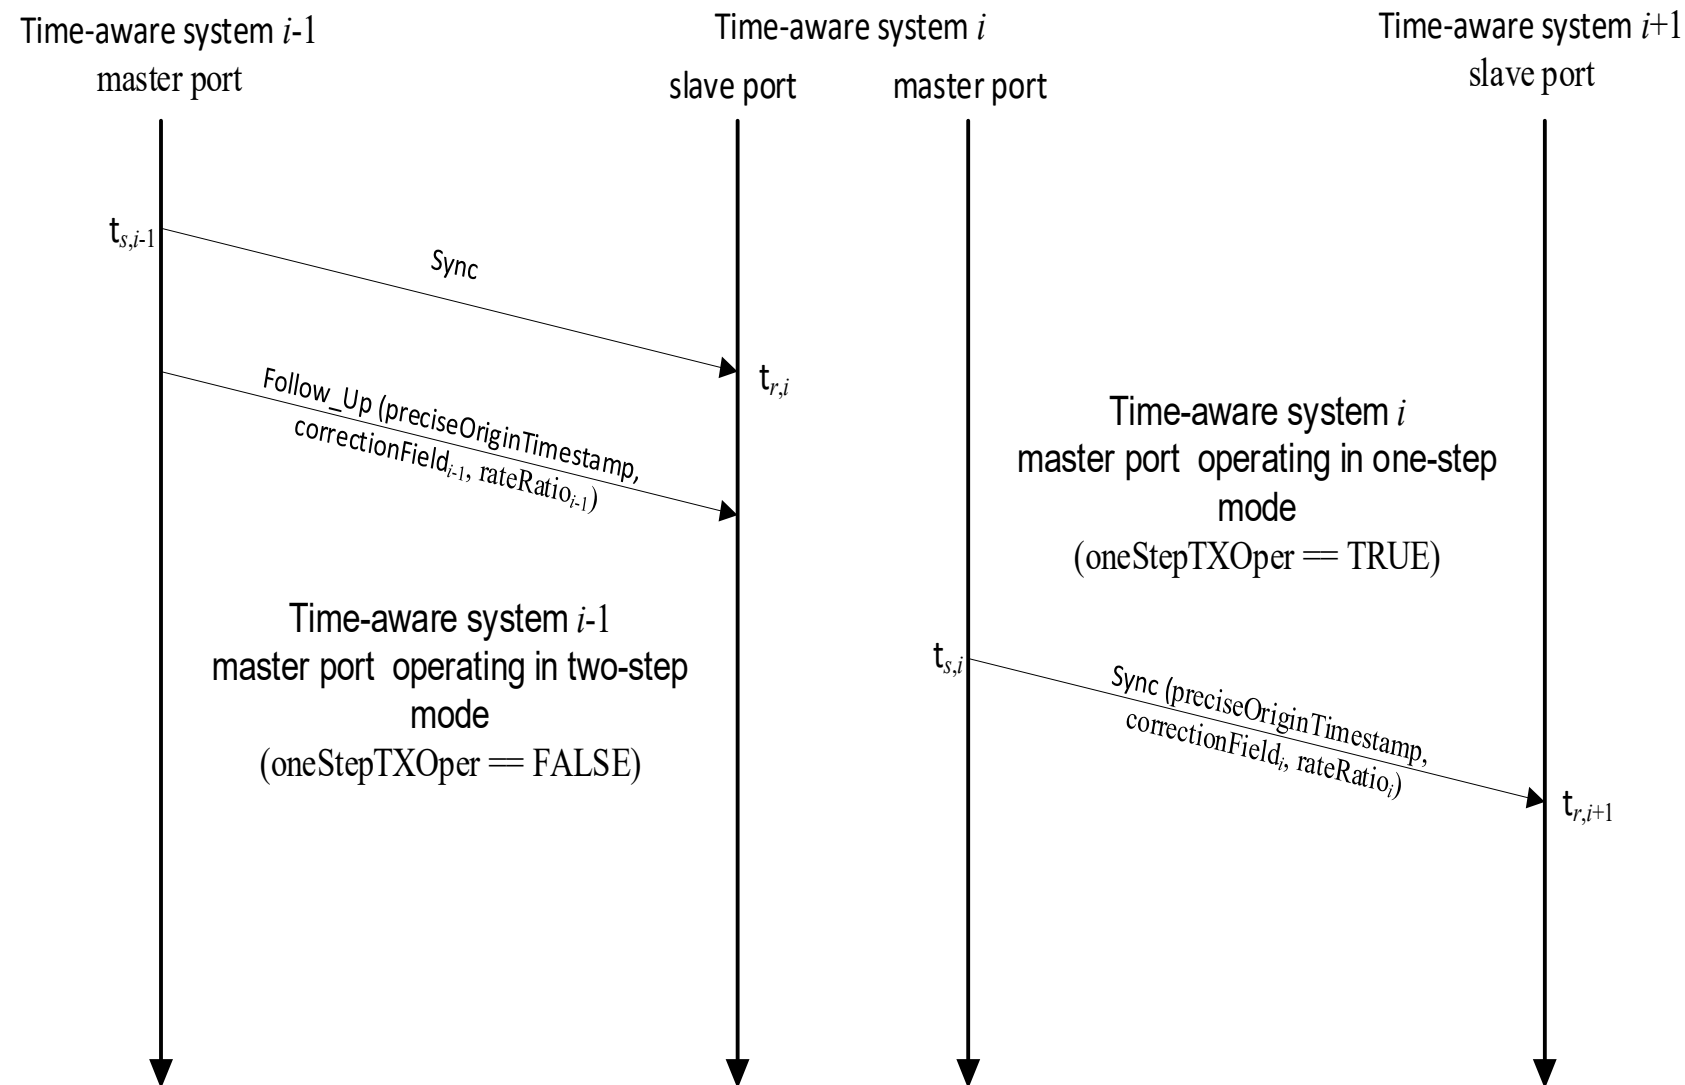 Time-aware system i-1
master port
Time-aware system i
slave port
master port
Time-aware system i+1
slave port
ts,i-1
Sync
tr,i
Follow_Up (preciseOriginTimestamp,
correctionFieldi-1, rateRatioi-1)
Time-aware system i
master port operating in one-step
mode
(oneStepTXOper == TRUE)
Time-aware system i-1
master port operating in two-step
mode
(oneStepTXOper == FALSE)
ts,i
Sync (preciseOriginTimestamp,
correctionFieldi, rateRatioi)
tr,i+1